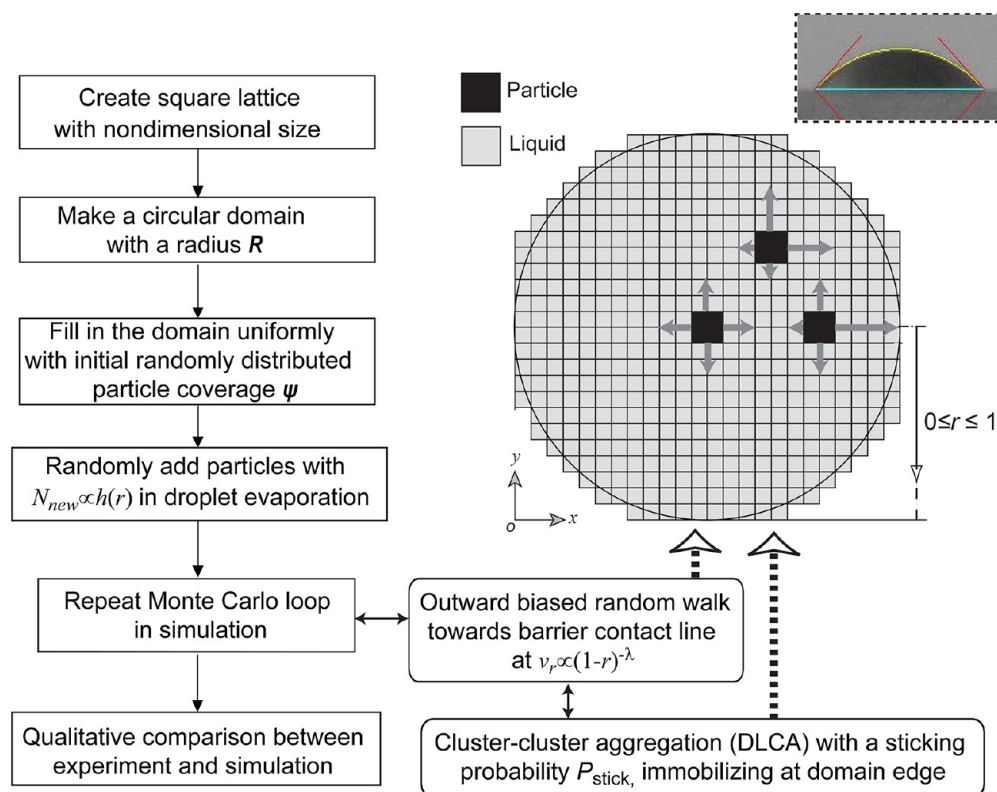 Create square lattice
with nondimensional size
Make a circular domain
with a radius R
Fill in the domain uniformly
with initial randomly distributed
particle coverage ψ
Randomly add particles with
N_new∝h(r) in droplet evaporation
Repeat Monte Carlo loop
in simulation
Qualitative comparison between
experiment and simulation
Particle
Liquid
0≤r ≤ 1
y
o
x
Outward biased random walk
towards barrier contact line
at v_r∝(1-r)^-λ
Cluster-cluster aggregation (DLCA) with a sticking
probability P_stick, immobilizing at domain edge